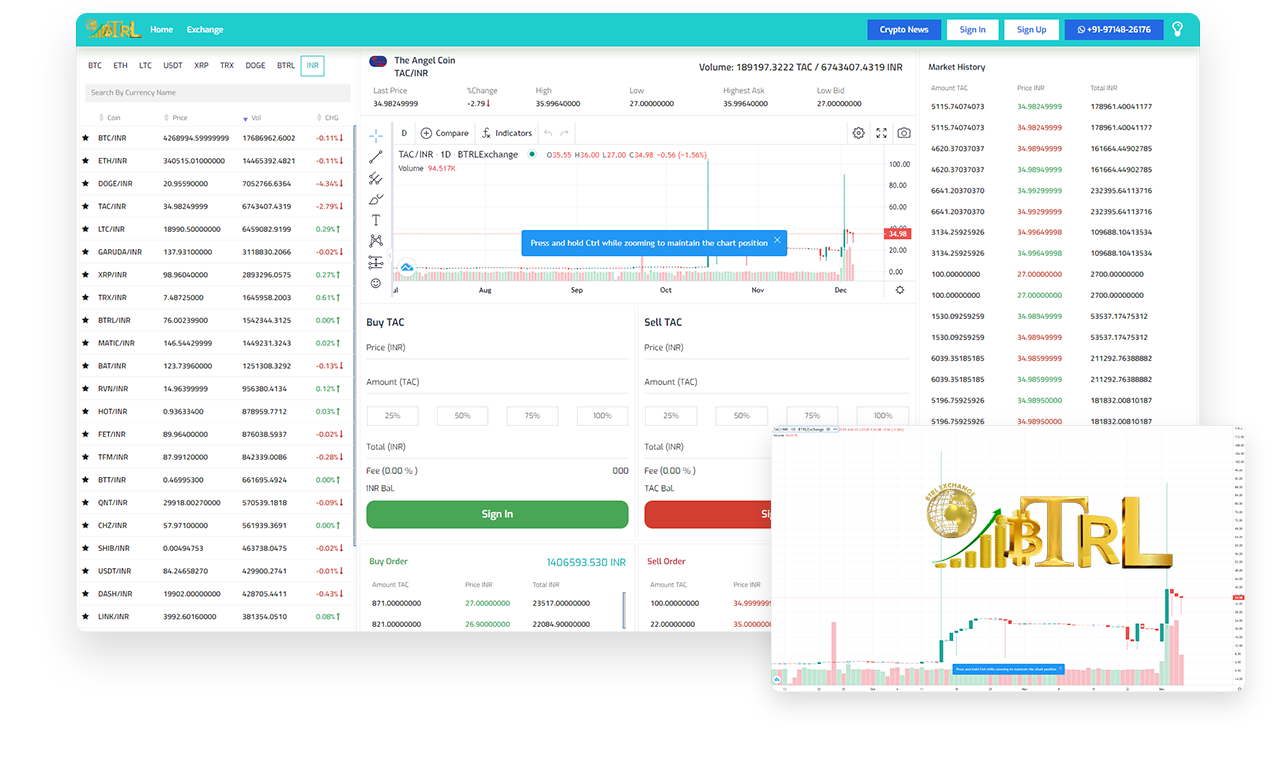 BTRL Home Exchange Crypto News Sign In Sign Up +91-97148-26176
BTC ETH LTC USDT XRP TRX DOGE BTRL INR
Search By Currency Name
Coin Price Vol CHG
BTC/INR 4268994.59999999 17686962.6002 -0.11%
ETH/INR 340515.01000000 14465392.4821 -0.11%
DOGE/INR 20.95590000 7052766.6364 -4.34%
TAC/INR 34.98249999 6743407.4319 -2.79%
LTC/INR 18990.50000000 6459082.9199 0.29%
GARUDA/INR 137.93100000 3118830.2066 -0.02%
XRP/INR 98.96040000 2893296.0575 0.27%
TRX/INR 7.48725000 1645958.2003 0.61%
BTRL/INR 76.00239900 1542344.3125 0.00%
MATIC/INR 146.54429999 1449231.3243 0.02%
BAT/INR 123.73960000 1251308.3292 -0.13%
RVN/INR 14.96399999 956380.4134 0.12%
HOT/INR 0.93633400 878959.7712 0.03%
FET/INR 89.96400000 876038.5937 -0.02%
TFM/INR 87.99120000 842339.0086 -0.28%
BTT/INR 0.46995300 661695.4924 0.00%
QNT/INR 29918.00270000 570539.1818 -0.09%
CHZ/INR 57.97100000 561939.3691 0.00%
SHIB/INR 0.00494753 463738.0475 -0.02%
USDT/INR 84.24658270 429900.2741 -0.01%
DASH/INR 19902.00000000 428705.4411 -0.43%
LINK/INR 3992.60160000 381354.0510 0.08%
The Angel Coin
TAC/INR
Volume: 189197.3222 TAC / 6743407.4319 INR
Last Price %Change High Low Highest Ask Low Bid
34.98249999 -2.79 35.99640000 27.00000000 35.99640000 27.00000000
D Compare Indicators
TAC/INR · 1D · BTRLExchange O35.55 H36.00 L27.00 C34.98 -0.56 (-1.56%)
Volume 94.517K
100.00
80.00
60.00
34.98
20.00
0.00
Press and hold Ctrl while zooming to maintain the chart position
ul Aug Sep Oct Nov Dec
Buy TAC
Price (INR)
Amount (TAC)
25% 50% 75% 100%
Total (INR)
Fee (0.00 % ) 000
INR Bal.
Sign In
Sell TAC
Price (INR)
Amount (TAC)
25% 50% 75% 100%
Total (INR)
Fee (0.00 % )
TAC Bal.
Si
Buy Order 1406593.530 INR
Amount TAC Price INR Total INR
871.00000000 27.00000000 23517.00000000
821.00000000 26.90000000 22084.90000000
Sell Order
Amount TAC Price INR
100.00000000 34.9999999
22.00000000 35.0000000
Market History
Amount TAC Price INR Total INR
5115.74074073 34.98249999 178961.40041177
5115.74074073 34.98249999 178961.40041177
4620.37037037 34.98949999 161664.44902785
4620.37037037 34.98949999 161664.44902785
6641.20370370 34.99299999 232395.64113716
6641.20370370 34.99299999 232395.64113716
3134.25925926 34.99649998 109688.10413534
3134.25925926 34.99649998 109688.10413534
100.00000000 27.00000000 2700.00000000
100.00000000 27.00000000 2700.00000000
1530.09259259 34.98949999 53537.17475312
1530.09259259 34.98949999 53537.17475312
6039.35185185 34.98599999 211292.76388882
6039.35185185 34.98599999 211292.76388882
5196.75925926 34.98950000 181832.00810187
5196.75925926 34.98950000 181832.00810187
BTRL EXCHANGE
BTRL
Press and hold Ctrl while zooming to maintain the chart position